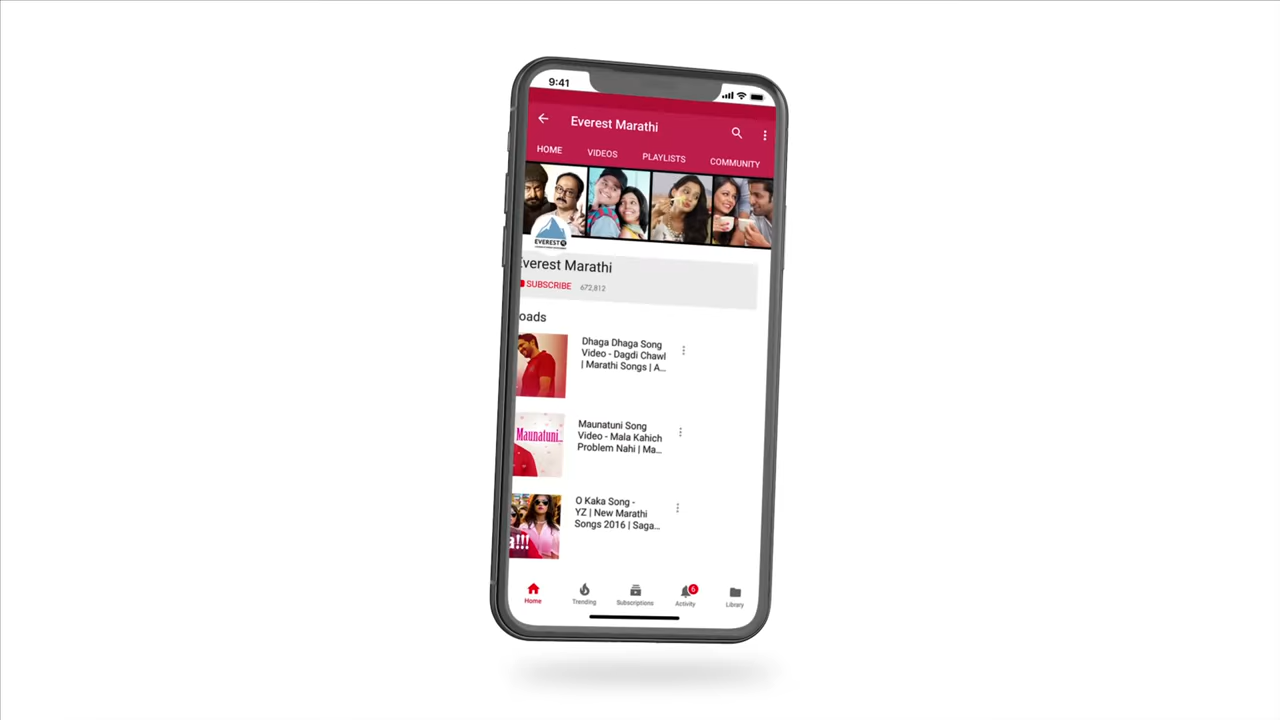 9:41
Everest Marathi
HOME VIDEOS PLAYLISTS COMMUNITY
EVEREST
verest Marathi
SUBSCRIBE 672,812
oads
Dhaga Dhaga Song
Video - Dagdi Chawl
| Marathi Songs | A...
Maunatuni..
Maunatuni Song
Video - Mala Kahich
Problem Nahi | Ma...
a!!!
O Kaka Song -
YZ | New Marathi
Songs 2016 | Saga...
6
Home Trending Subscriptions Activity Library